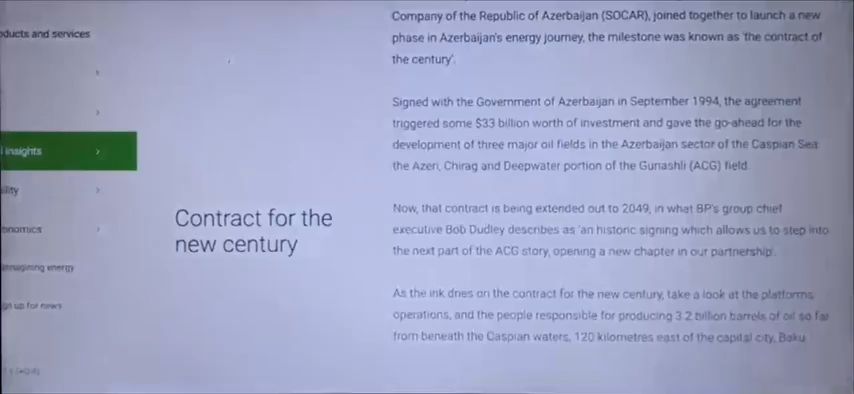 oducts and services
insights
ility
onomics
eimagining energy
gn up for news
Contract for the
new century
Company of the Republic of Azerbaijan (SOCAR), joined together to launch a new
phase in Azerbaijan's energy journey, the milestone was known as 'the contract of
the century'.
Signed with the Government of Azerbaijan in September 1994, the agreement
triggered some $33 billion worth of investment and gave the go-ahead for the
development of three major oil fields in the Azerbaijan sector of the Caspian Sea
the Azeri, Chirag and Deepwater portion of the Gunashli (ACG) field.
Now, that contract is being extended out to 2049, in what BP's group chief
executive Bob Dudley describes as 'an historic signing which allows us to step into
the next part of the ACG story, opening a new chapter in our partnership'.
As the ink dries on the contract for the new century, take a look at the platforms,
operations, and the people responsible for producing 3.2 billion barrels of oil so far
from beneath the Caspian waters, 120 kilometres east of the capital city, Baku.